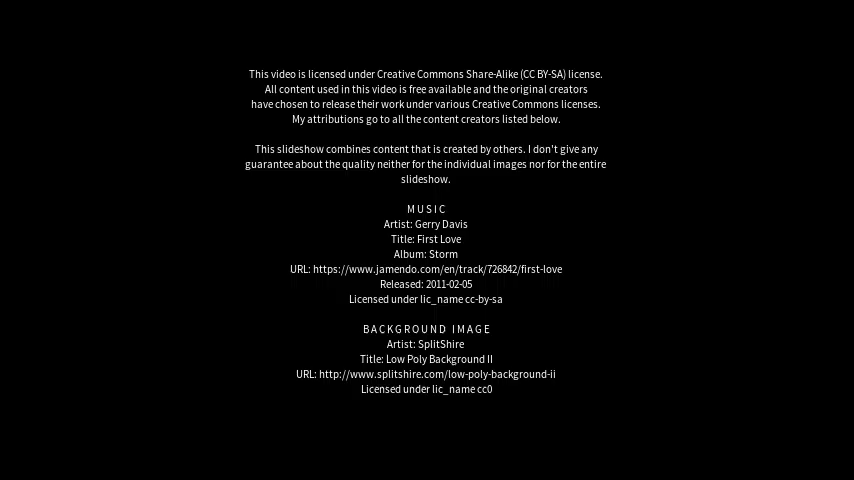 This video is licensed under Creative Commons Share-Alike (CC BY-SA) license.
All content used in this video is free available and the original creators
have chosen to release their work under various Creative Commons licenses.
My attributions go to all the content creators listed below.
This slideshow combines content that is created by others. I don't give any
guarantee about the quality neither for the individual images nor for the entire
slideshow.
MUSIC
Artist: Gerry Davis
Title: First Love
Album: Storm
URL: https://www.jamendo.com/en/track/726842/first-love
Released: 2011-02-05
Licensed under lic_name cc-by-sa
BACKGROUND IMAGE
Artist: SplitShire
Title: Low Poly Background II
URL: http://www.splitshire.com/low-poly-background-ii
Licensed under lic_name cc0